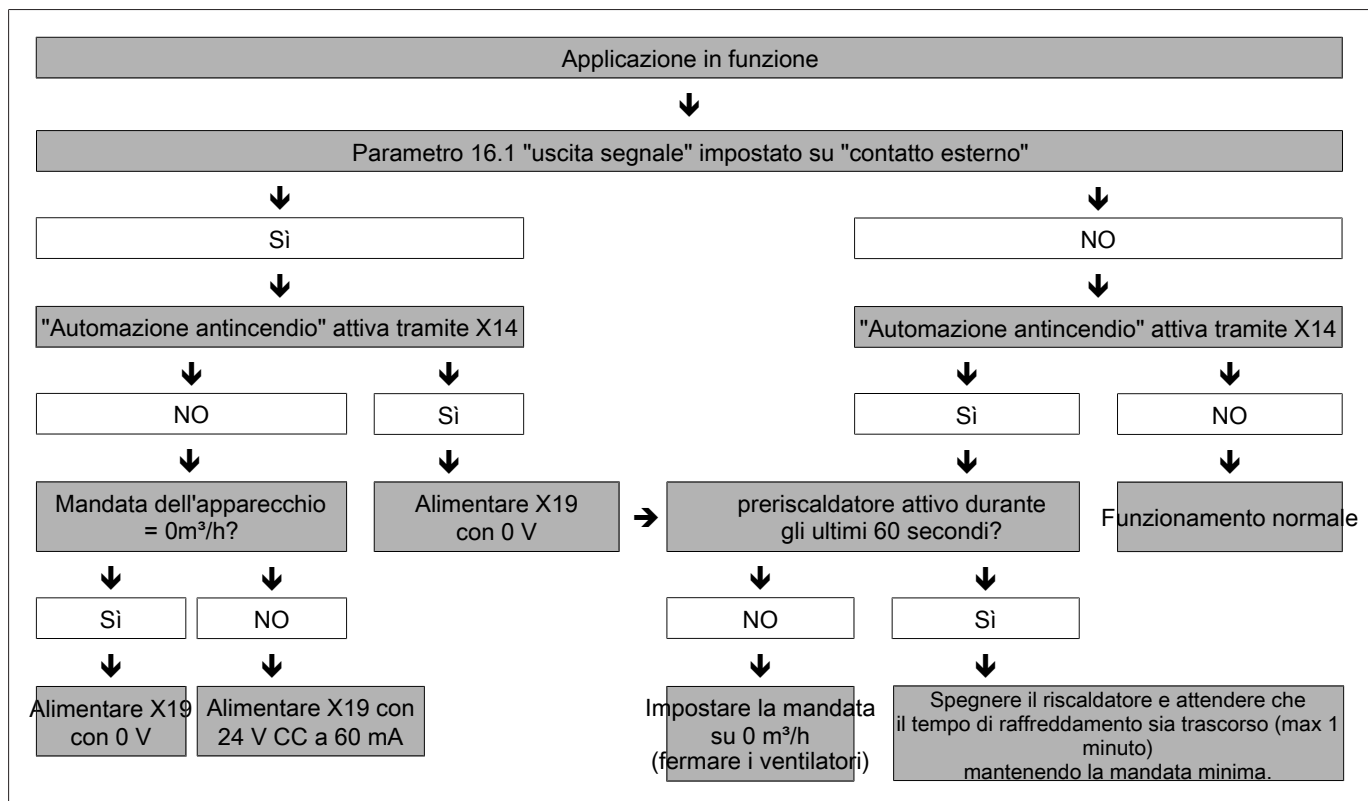 Applicazione in funzione
Parametro 16.1 "uscita segnale" impostato su "contatto esterno"
Sì
NO
"Automazione antincendio" attiva tramite X14
"Automazione antincendio" attiva tramite X14
NO
Sì
Sì
NO
Mandata dell'apparecchio
= 0m³/h?
Alimentare X19
con 0 V
preriscaldatore attivo durante
gli ultimi 60 secondi?
Funzionamento normale
Sì
NO
NO
Sì
Alimentare X19
con 0 V
Alimentare X19 con
24 V CC a 60 mA
Impostare la mandata
su 0 m³/h
(fermare i ventilatori)
Spegnere il riscaldatore e attendere che
il tempo di raffreddamento sia trascorso (max 1
minuto)
mantenendo la mandata minima.